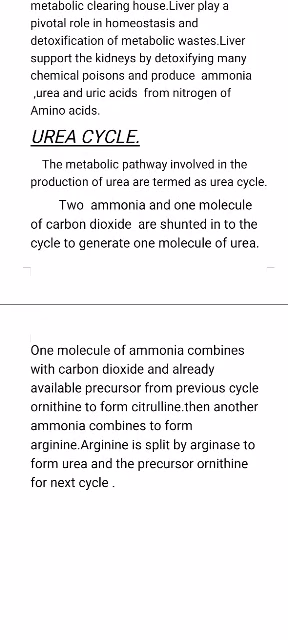 metabolic clearing house.Liver play a
pivotal role in homeostasis and
detoxification of metabolic wastes.Liver
support the kidneys by detoxifying many
chemical poisons and produce  ammonia
,urea and uric acids  from nitrogen of
Amino acids.
UREA CYCLE.
The metabolic pathway involved in the
production of urea are termed as urea cycle.
Two  ammonia and one molecule
of carbon dioxide  are shunted in to the
cycle to generate one molecule of urea.
One molecule of ammonia combines
with carbon dioxide and already
available precursor from previous cycle
ornithine to form citrulline.then another
ammonia combines to form
arginine.Arginine is split by arginase to
form urea and the precursor ornithine
for next cycle .